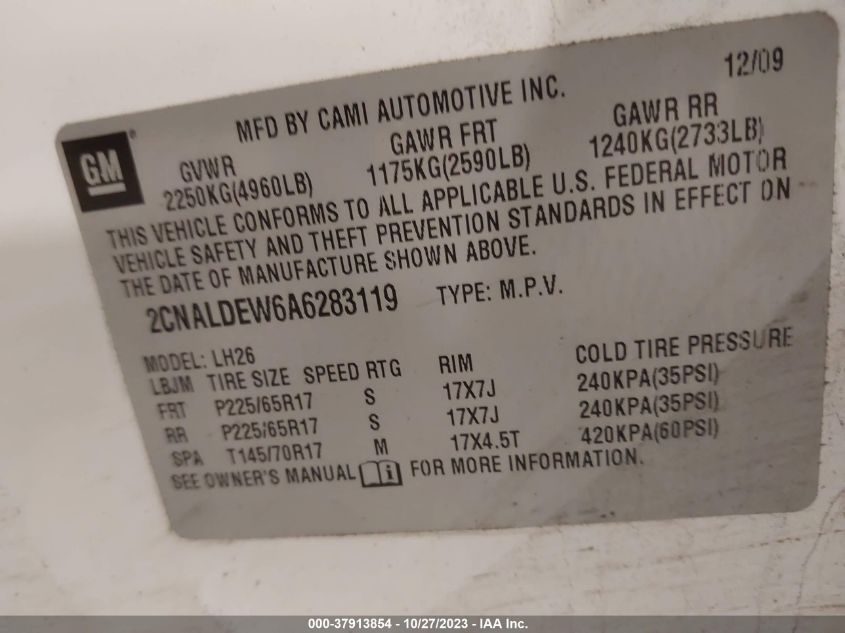 12/09
MFD BY CAMI AUTOMOTIVE INC.
GM®
GVWR GAWR FRT GAWR RR
2250KG(4960LB) 1175KG(2590LB) 1240KG(2733LB)
THIS VEHICLE CONFORMS TO ALL APPLICABLE U.S. FEDERAL MOTOR
VEHICLE SAFETY AND THEFT PREVENTION STANDARDS IN EFFECT ON
THE DATE OF MANUFACTURE SHOWN ABOVE.
2CNALDEW6A6283119 TYPE: M.P.V.
MODEL: LH26
LBJM TIRE SIZE SPEED RTG RIM COLD TIRE PRESSURE
FRT P225/65R17 S 17X7J 240KPA(35PSI)
RR P225/65R17 S 17X7J 240KPA(35PSI)
SPA T145/70R17 M 17X4.5T 420KPA(60PSI)
SEE OWNER'S MANUAL i FOR MORE INFORMATION.
000-37913854 - 10/27/2023 - IAA Inc.